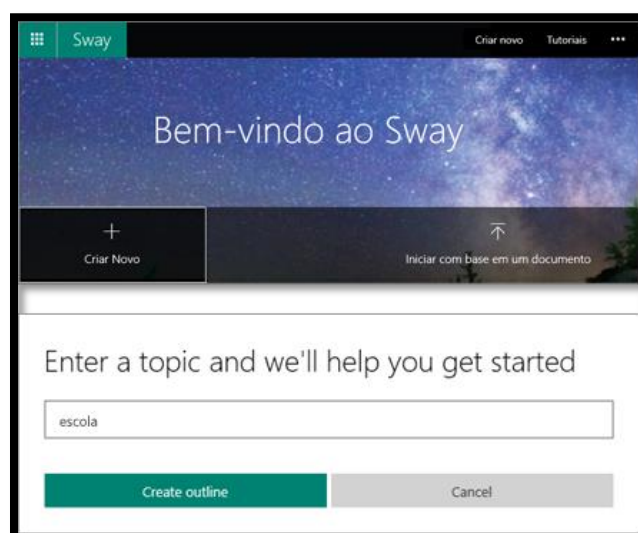 Sway
Criar novo Tutoriais •••
Bem-vindo ao Sway
Criar Novo
Iniciar com base em um documento
Enter a topic and we'll help you get started
escola
Create outline
Cancel